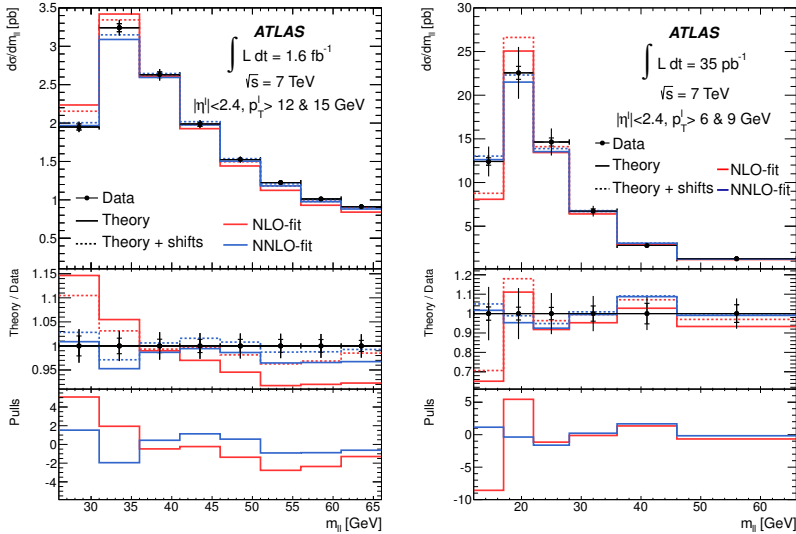 dσ/dm_ll [pb]
3.5
3
2.5
2
1.5
1
0.5
ATLAS
∫ L dt = 1.6 fb⁻¹
√s = 7 TeV
|η^l|<2.4, p_T^l > 12 & 15 GeV
Data
Theory
Theory + shifts
NLO-fit
NNLO-fit
Theory / Data
1.15
1.1
1.05
1
0.95
Pulls
4
2
0
-2
-4
30 35 40 45 50 55 60 65
m_ll [GeV]
dσ/dm_ll [pb]
30
25
20
15
10
5
ATLAS
∫ L dt = 35 pb⁻¹
√s = 7 TeV
|η^l|<2.4, p_T^l > 6 & 9 GeV
Data
Theory
Theory + shifts
NLO-fit
NNLO-fit
Theory / Data
1.2
1.1
1
0.9
0.8
0.7
Pulls
5
0
-5
-10
20 30 40 50 60
m_ll [GeV]